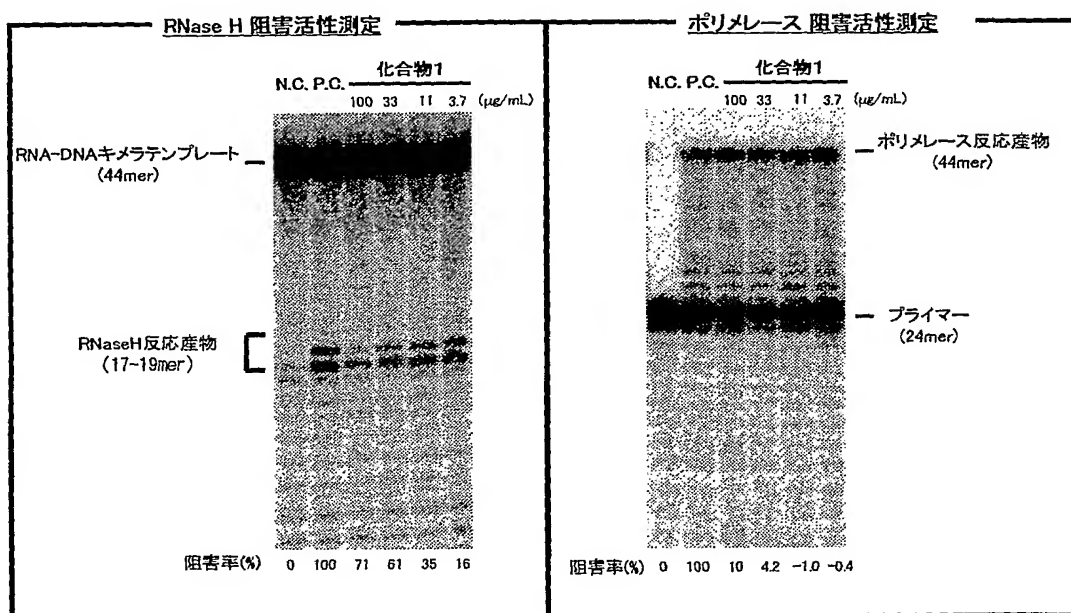 RNase H 阻害活性測定
化合物1
N.C. P.C.
100 33 11 3.7 (μg/mL)
RNA-DNAキメラテンプレート
(44mer)
RNaseH反応産物
(17~19mer)
阻害率(%) 0 100 71 61 35 16
ポリメレース 阻害活性測定
化合物1
N.C. P.C.
100 33 11 3.7 (μg/mL)
ポリメレース反応産物
(44mer)
プライマー
(24mer)
阻害率(%) 0 100 10 4.2 -1.0 -0.4